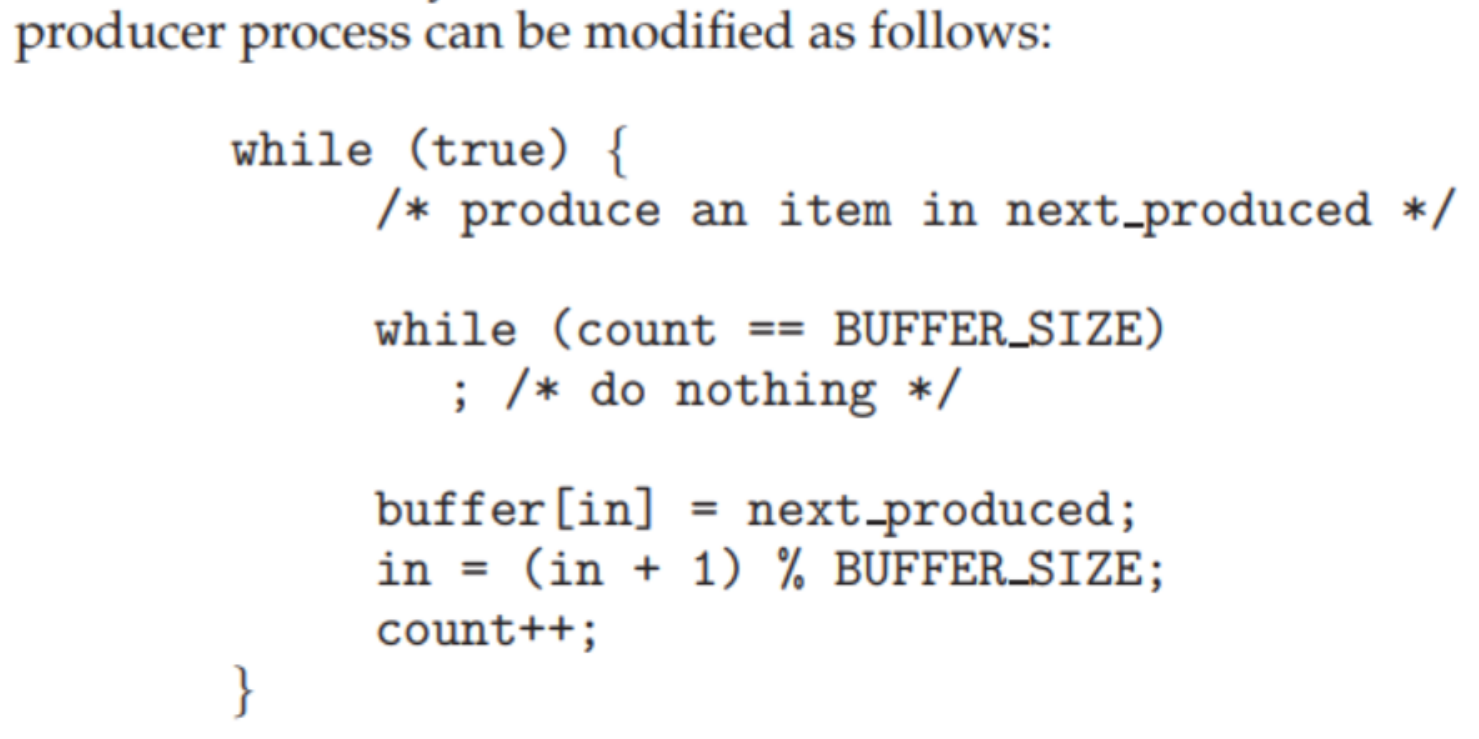 producer process can be modified as follows:
while (true) {
/* produce an item in next_produced */
while (count == BUFFER_SIZE)
; /* do nothing */
buffer[in] = next_produced;
in = (in + 1) % BUFFER_SIZE;
count++;
}